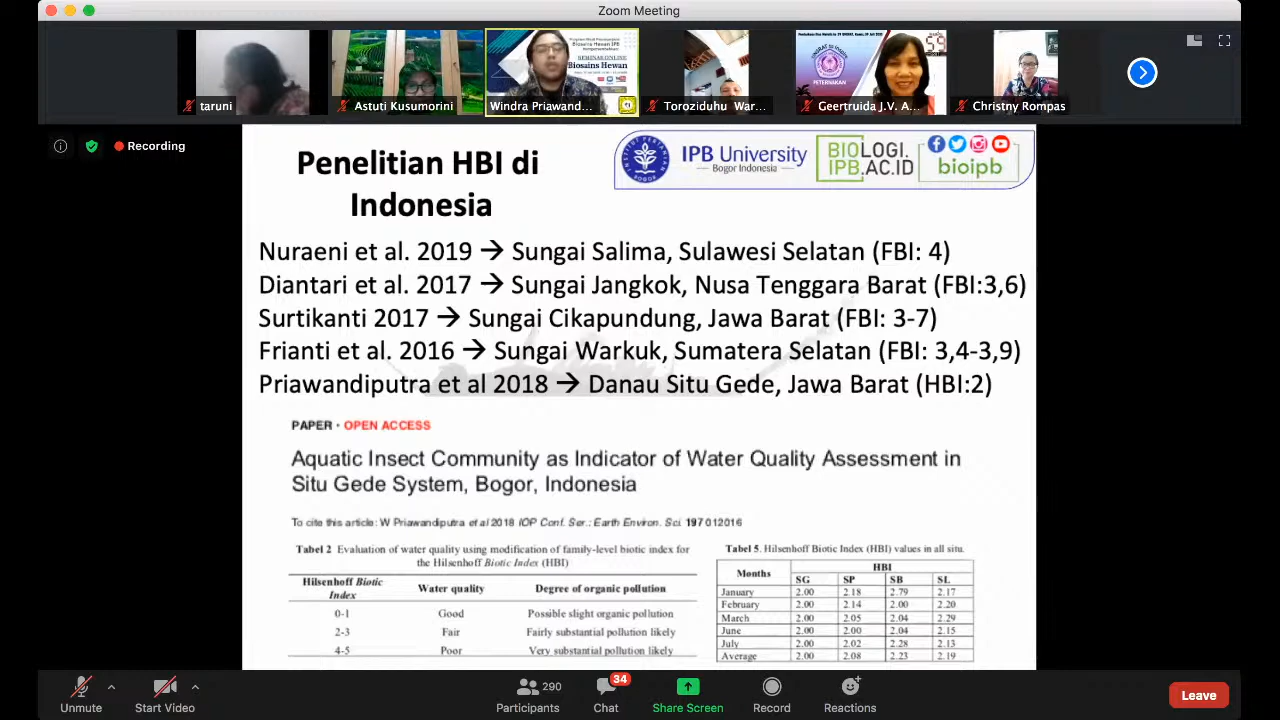 Zoom Meeting
taruni
Astuti Kusumorini
Windra Priawand...
Toroziduhu War...
Geertruida J.V. A...
Christny Rompas
Biosains Hewan IPB
SEMINAR ONLINE
Biosains Hewan
PETERNAKAN
Recording
Penelitian HBI di
Indonesia
IPB University
Bogor Indonesia
BIOLOGI.
IPB.AC.ID
bioipb
Nuraeni et al. 2019 → Sungai Salima, Sulawesi Selatan (FBI: 4)
Diantari et al. 2017 → Sungai Jangkok, Nusa Tenggara Barat (FBI:3,6)
Surtikanti 2017 → Sungai Cikapundung, Jawa Barat (FBI: 3-7)
Frianti et al. 2016 → Sungai Warkuk, Sumatera Selatan (FBI: 3,4-3,9)
Priawandiputra et al 2018 → Danau Situ Gede, Jawa Barat (HBI:2)
PAPER • OPEN ACCESS
Aquatic Insect Community as Indicator of Water Quality Assessment in
Situ Gede System, Bogor, Indonesia
To cite this article: W Priawandiputra et al 2018 IOP Conf. Ser.: Earth Environ. Sci. 197 012016
Tabel 2 Evaluation of water quality using modification of family-level biotic index for
the Hilsenhoff Biotic Index (HBI)
Hilsenhoff Biotic Index Water quality Degree of organic pollution
0-1 Good Possible slight organic pollution
2-3 Fair Fairly substantial pollution likely
4-5 Poor Very substantial pollution likely
Tabel 5. Hilsenhoff Biotic Index (HBI) values in all situ.
Months HBI
SG SP SB SL
January 2.00 2.18 2.79 2.17
February 2.00 2.14 2.00 2.20
March 2.00 2.05 2.04 2.29
June 2.00 2.00 2.04 2.15
July 2.00 2.02 2.28 2.13
Average 2.00 2.08 2.23 2.19
Unmute
Start Video
290
Participants
34
Chat
Share Screen
Record
Reactions
Leave